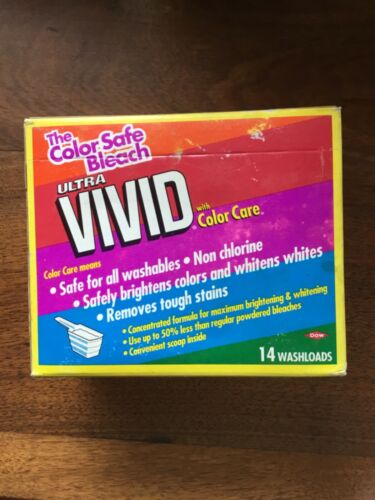 The
Color Safe
Bleach
ULTRA
VIVID
with
Color Care™
Color Care means
• Safe for all washables • Non chlorine
• Safely brightens colors and whitens whites
• Removes tough stains
• Concentrated formula for maximum brightening & whitening
• Use up to 50% less than regular powdered bleaches
• Convenient scoop inside
DOW
14 WASHLOADS